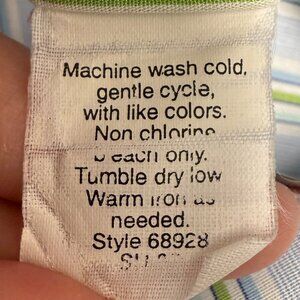 Machine wash cold,
gentle cycle,
with like colors.
Non chlorine
each only.
Tumble dry low
Warm iron as
needed.
Style 68928